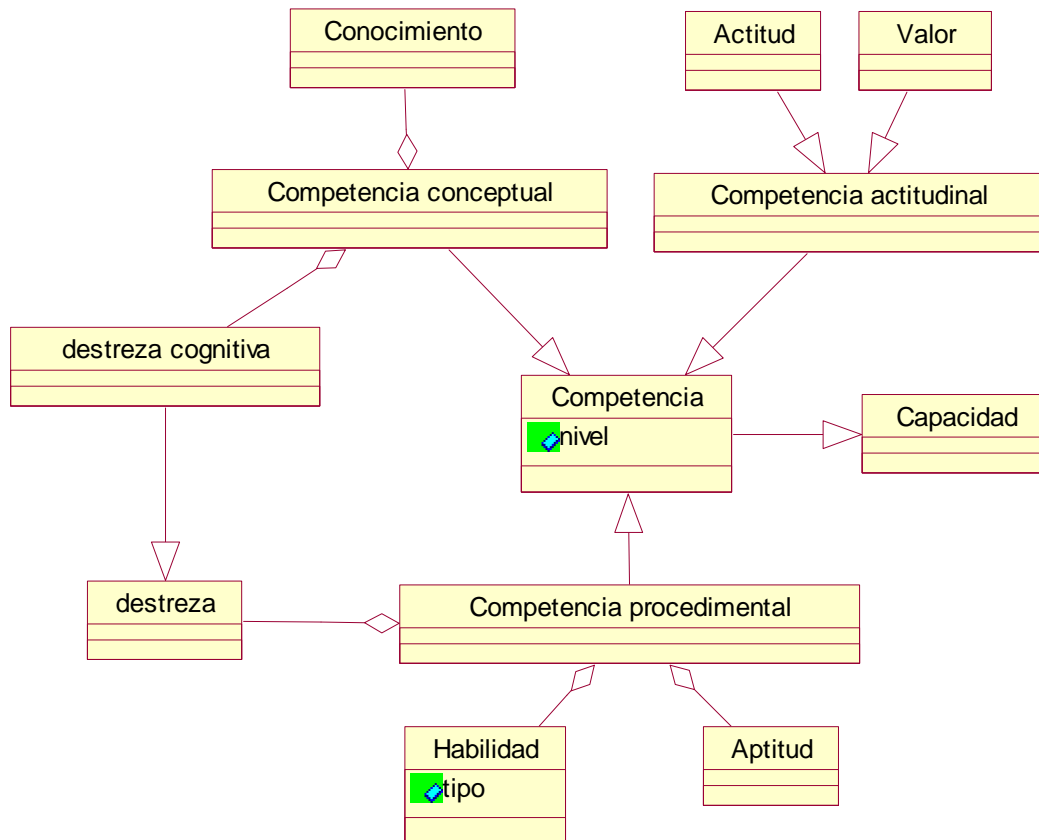 Conocimiento
Actitud
Valor
Competencia conceptual
Competencia actitudinal
destreza cognitiva
Competencia
nivel
Capacidad
destreza
Competencia procedimental
Habilidad
tipo
Aptitud